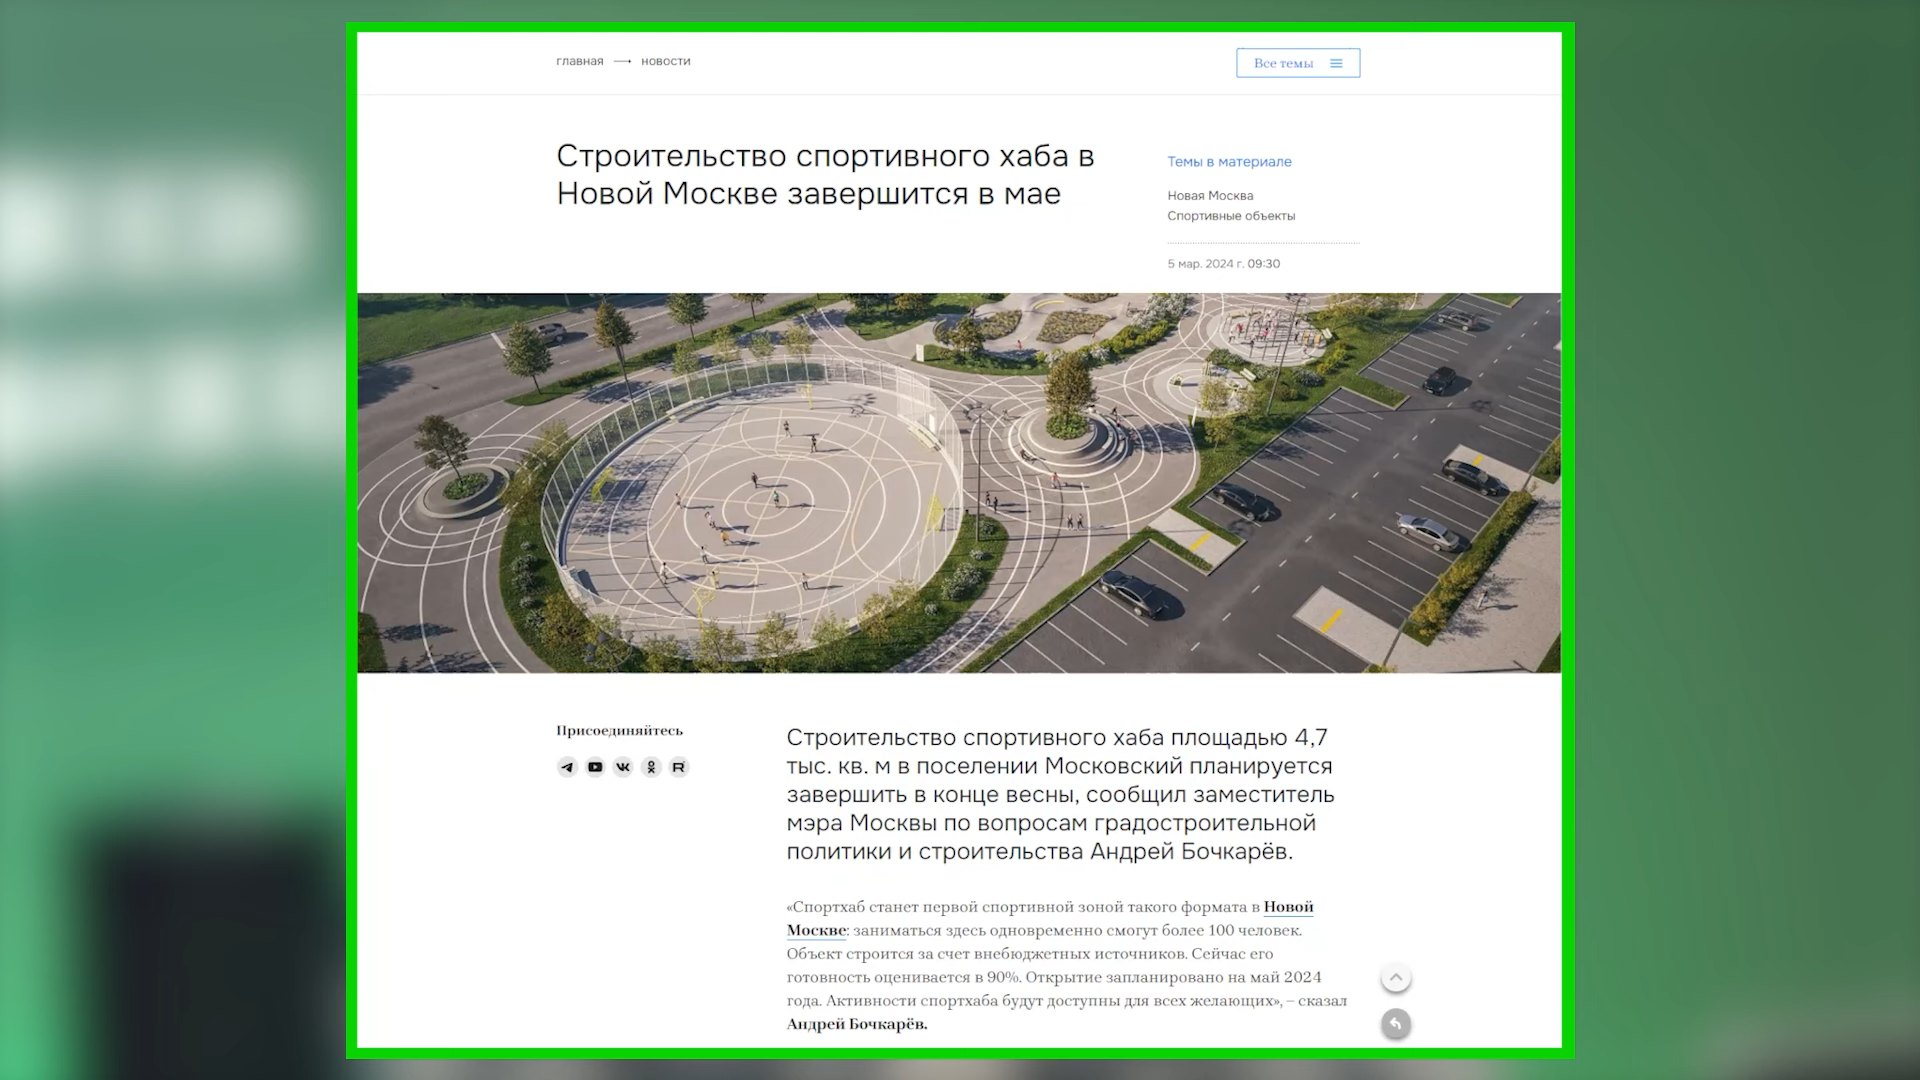 главная → новости
Все темы
Строительство спортивного хаба в
Новой Москве завершится в мае
Темы в материале
Новая Москва
Спортивные объекты
5 мар. 2024 г. 09:30
Присоединяйтесь
Строительство спортивного хаба площадью 4,7
тыс. кв. м в поселении Московский планируется
завершить в конце весны, сообщил заместитель
мэра Москвы по вопросам градостроительной
политики и строительства Андрей Бочкарёв.
«Спортхаб станет первой спортивной зоной такого формата в Новой
Москве: заниматься здесь одновременно смогут более 100 человек.
Объект строится за счет внебюджетных источников. Сейчас его
готовность оценивается в 90%. Открытие запланировано на май 2024
года. Активности спортхаба будут доступны для всех желающих», – сказал
Андрей Бочкарёв.